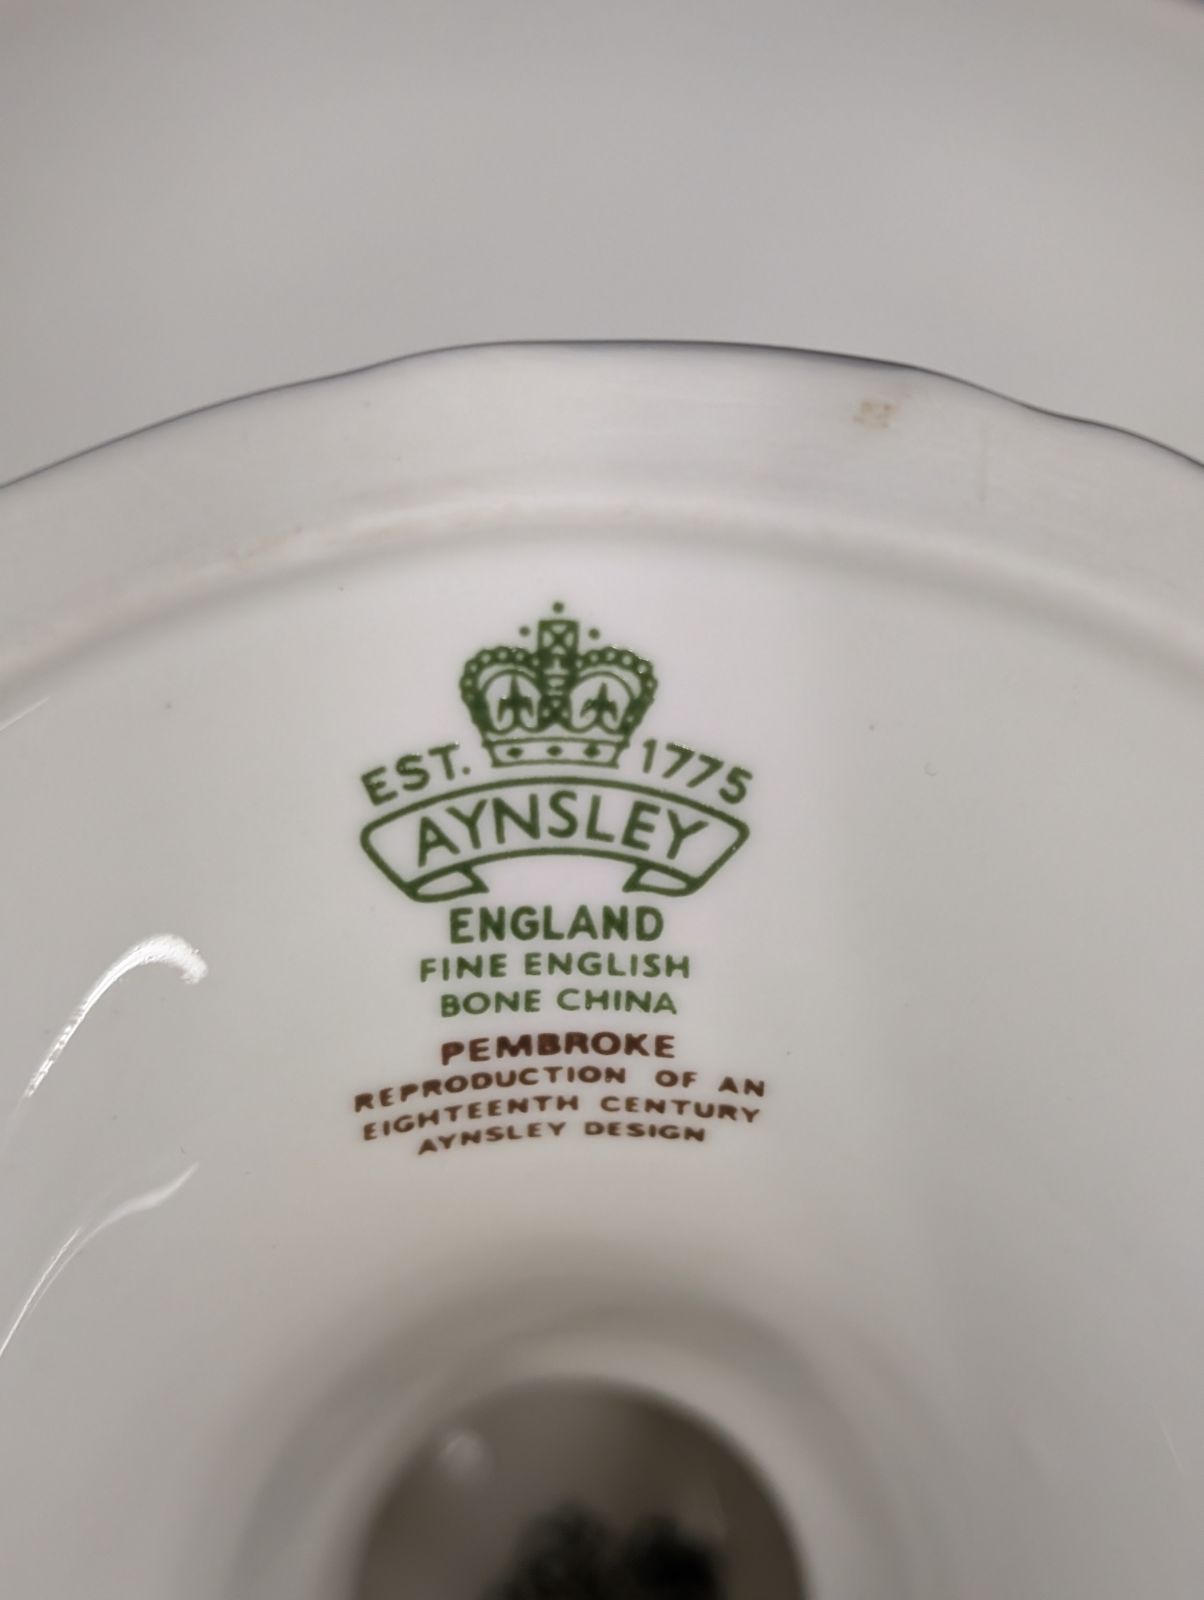 EST. 1775
AYNSLEY
ENGLAND
FINE ENGLISH
BONE CHINA
PEMBROKE
REPRODUCTION OF AN
EIGHTEENTH CENTURY
AYNSLEY DESIGN